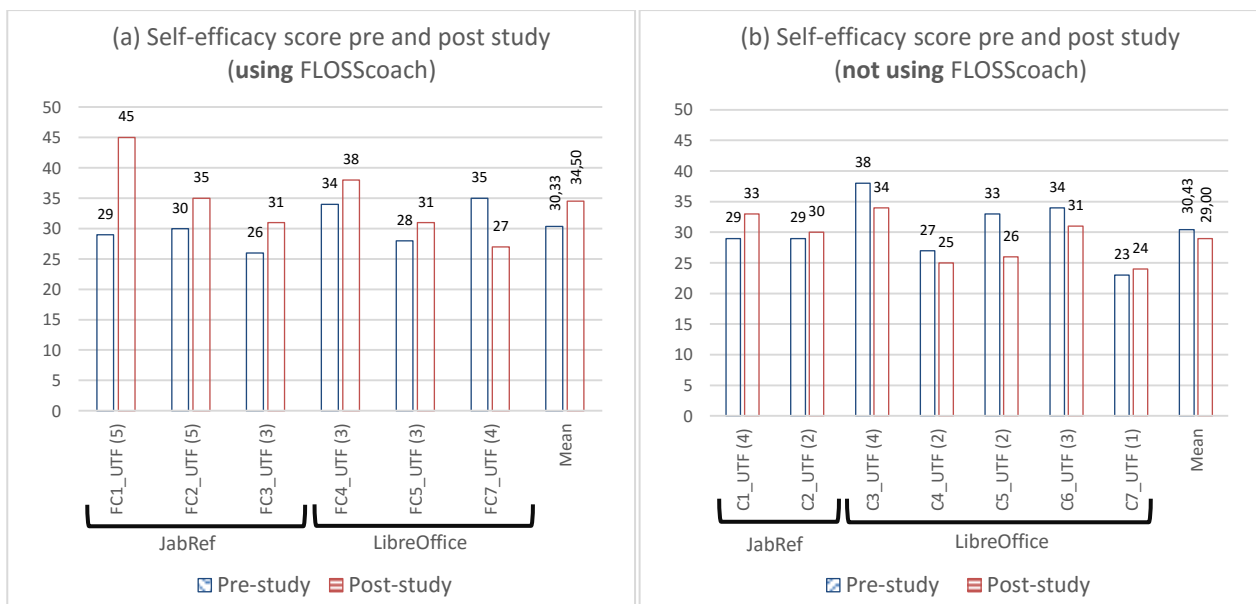 (a) Self-efficacy score pre and post study
(using FLOSScoach)
50
45
40
35
30
25
20
15
10
5
0
29
45
30
35
26
31
34
38
28
31
35
27
30,33
34,50
FC1_UTF (5)
FC2_UTF (5)
FC3_UTF (3)
FC4_UTF (3)
FC5_UTF (3)
FC7_UTF (4)
Mean
JabRef
LibreOffice
Pre-study
Post-study
(b) Self-efficacy score pre and post study
(not using FLOSScoach)
50
45
40
35
30
25
20
15
10
5
0
29
33
29
30
38
34
27
25
33
26
34
31
23
24
30,43
29,00
C1_UTF (4)
C2_UTF (2)
C3_UTF (4)
C4_UTF (2)
C5_UTF (2)
C6_UTF (3)
C7_UTF (1)
Mean
JabRef
LibreOffice
Pre-study
Post-study